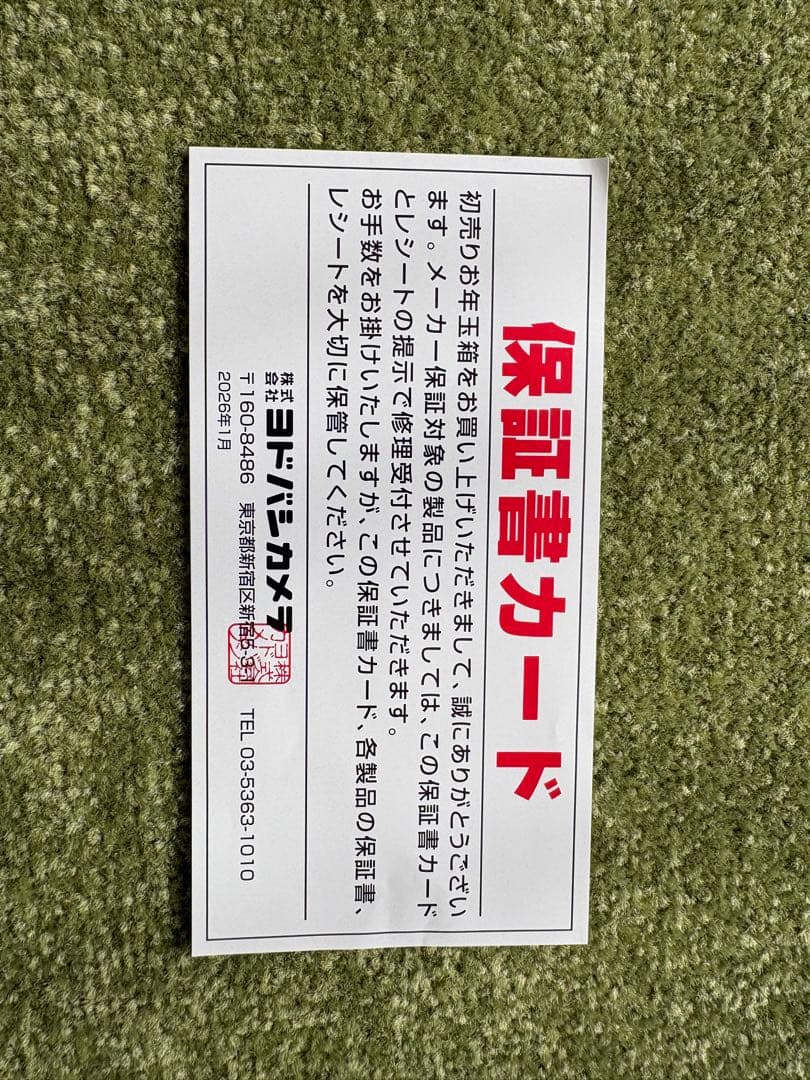 保証書カード
初売りお年玉箱をお買い上げいただきまして、誠にありがとうござい
ます。メーカー保証対象の製品につきましては、この保証書カード
とレシートの提示で修理受付させていただきます。
お手数をお掛けいたしますが、この保証書カード、各製品の保証書、
レシートを大切に保管してください。
株式会社 ヨドバシカメラ
〒160-8486 東京都新宿区新宿5-3-1 TEL 03-5363-1010
2026年1月